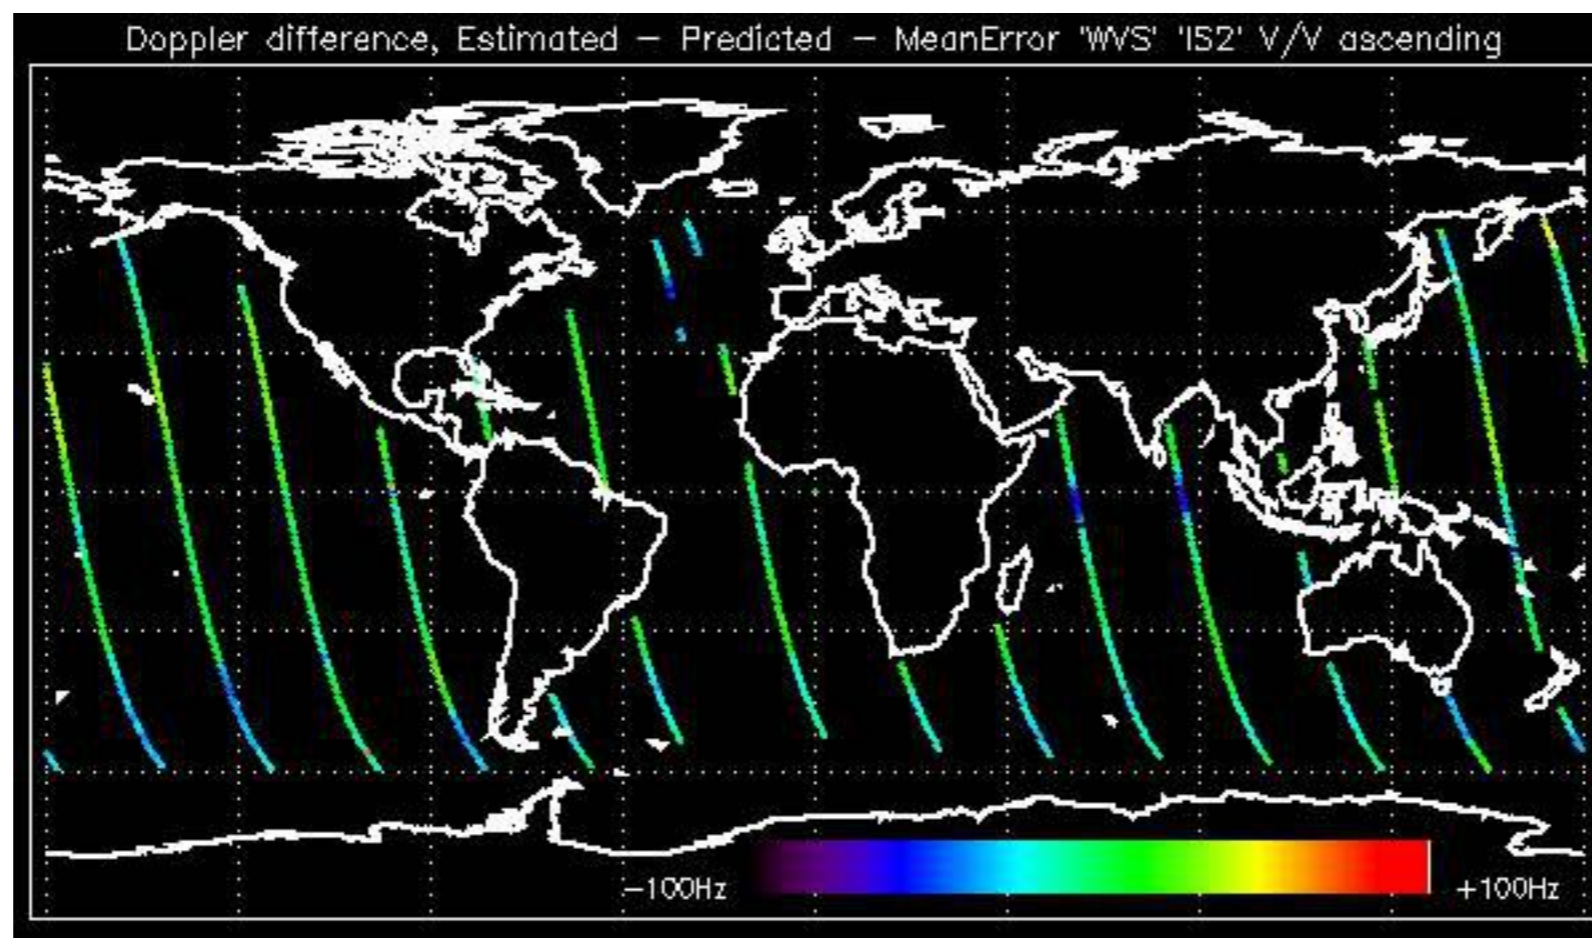 Doppler difference, Estimated – Predicted – MeanError 'WVS' 'IS2' V/V ascending
−100Hz
+100Hz